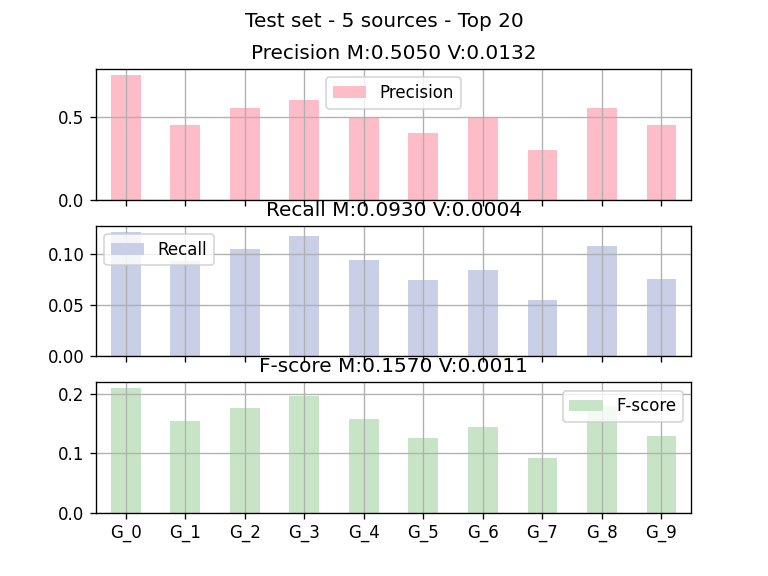 Test set - 5 sources - Top 20
Precision M:0.5050 V:0.0132
Precision
0.5
0.0
Recall M:0.0930 V:0.0004
Recall
0.10
0.05
0.00
F-score M:0.1570 V:0.0011
F-score
0.2
0.1
0.0
G_0 G_1 G_2 G_3 G_4 G_5 G_6 G_7 G_8 G_9